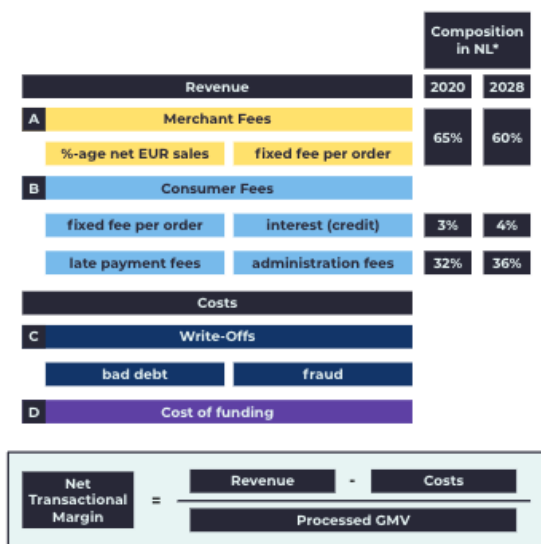 Composition
in NL*
Revenue 2020 2028
A Merchant Fees
65% 60%
%-age net EUR sales fixed fee per order
B Consumer Fees
fixed fee per order interest (credit) 3% 4%
late payment fees administration fees 32% 36%
Costs
C Write-Offs
bad debt fraud
D Cost of funding
Net
Transactional
Margin
=
Revenue - Costs
Processed GMV